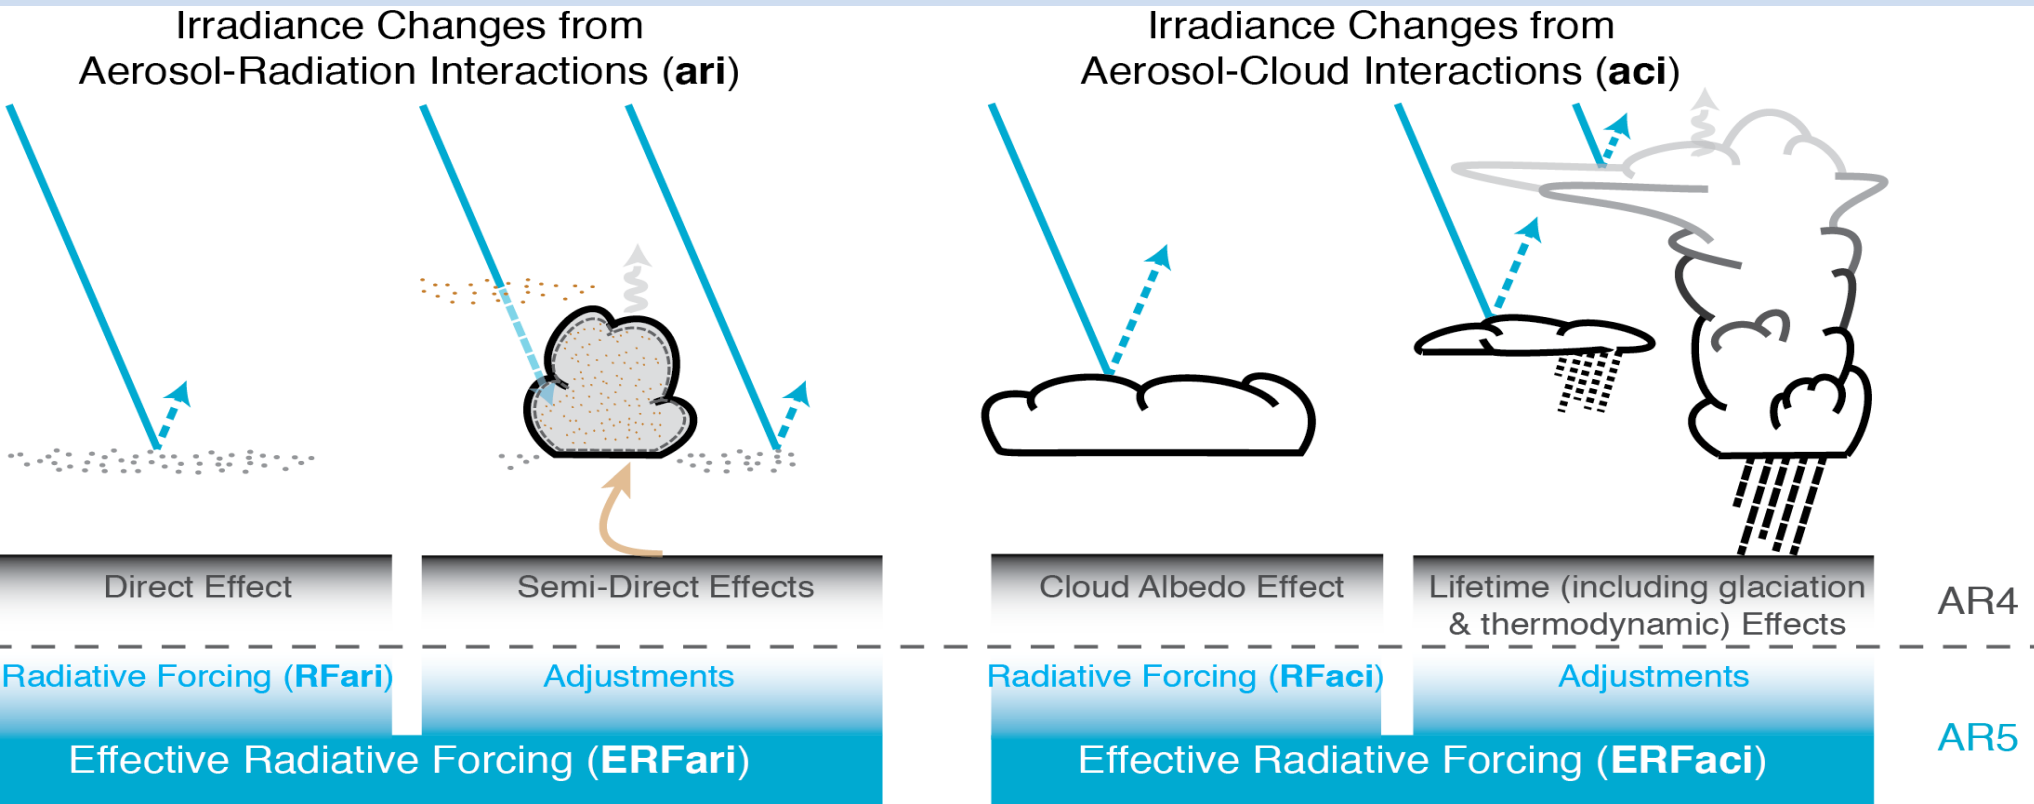 Irradiance Changes from
Aerosol-Radiation Interactions (ari)
Irradiance Changes from
Aerosol-Cloud Interactions (aci)
Direct Effect
Semi-Direct Effects
Cloud Albedo Effect
Lifetime (including glaciation
& thermodynamic) Effects
AR4
Radiative Forcing (RFari)
Adjustments
Radiative Forcing (RFaci)
Adjustments
AR5
Effective Radiative Forcing (ERFari)
Effective Radiative Forcing (ERFaci)